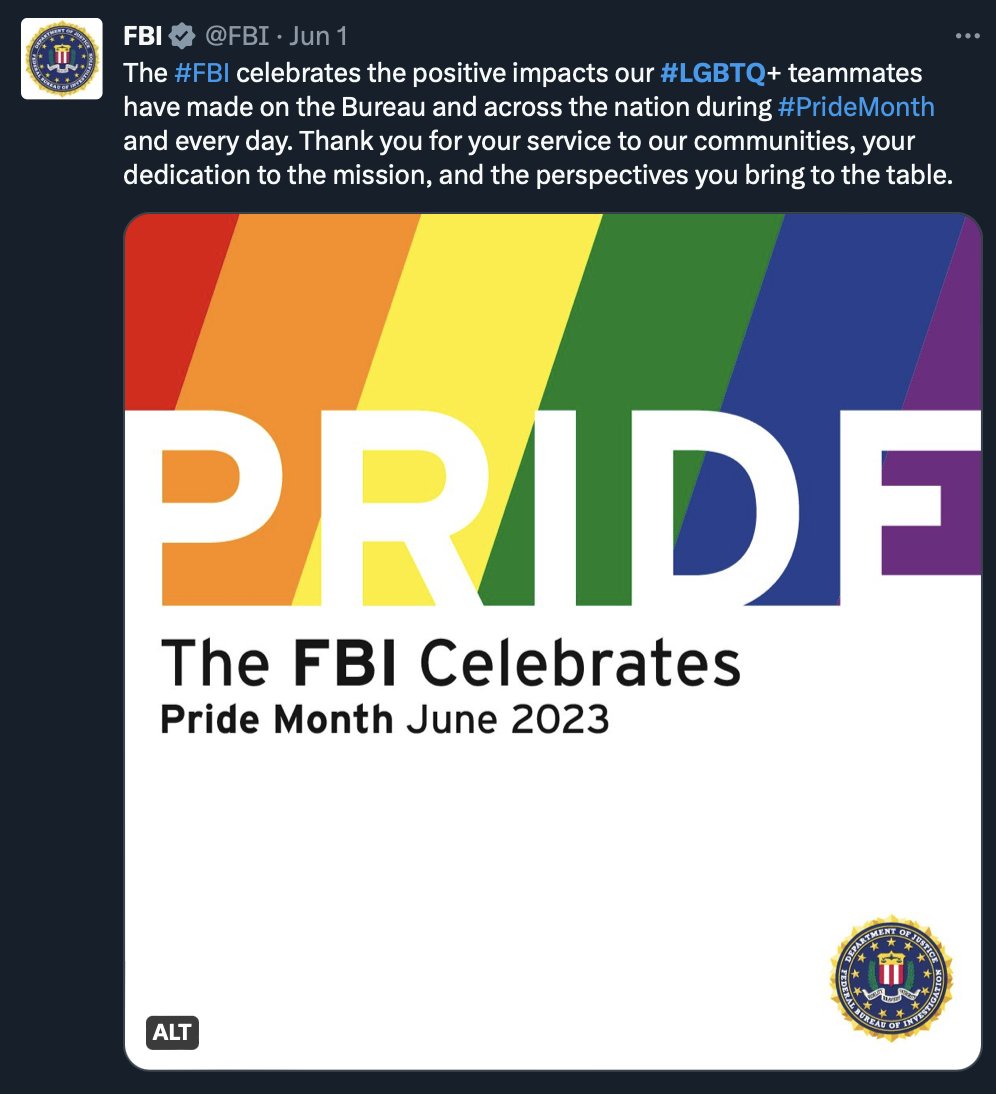 FBI @FBI · Jun 1
The #FBI celebrates the positive impacts our #LGBTQ+ teammates
have made on the Bureau and across the nation during #PrideMonth
and every day. Thank you for your service to our communities, your
dedication to the mission, and the perspectives you bring to the table.
PRIDE
The FBI Celebrates
Pride Month June 2023
DEPARTMENT OF JUSTICE
FEDERAL BUREAU OF INVESTIGATION
ALT